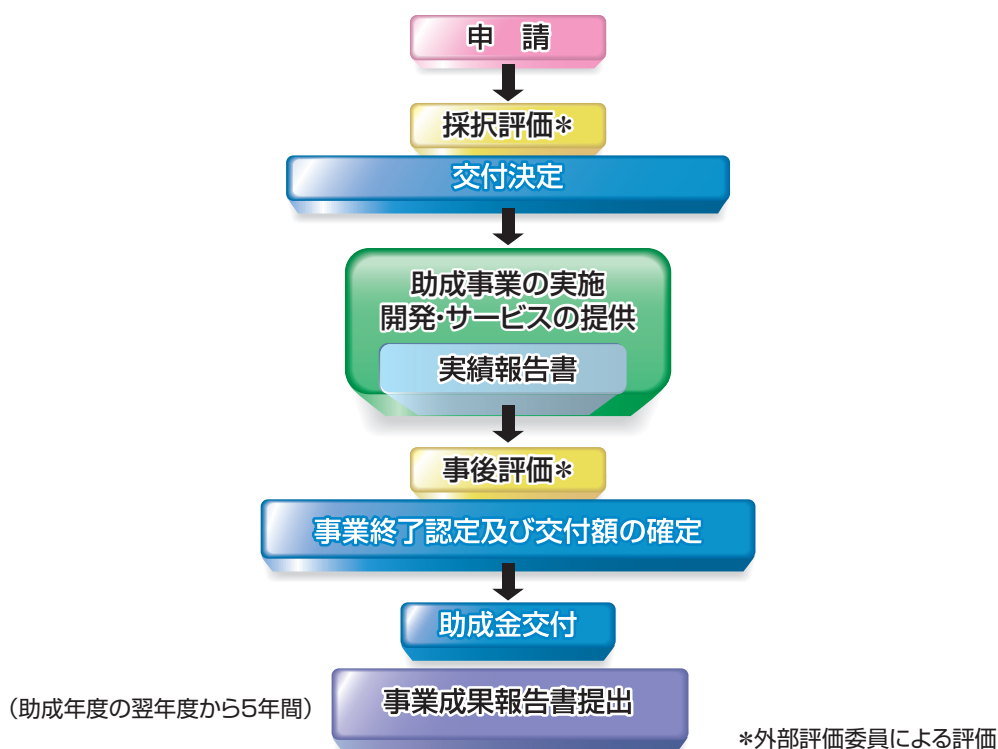 申　請
採択評価＊
交付決定
助成事業の実施
開発・サービスの提供
実績報告書
事後評価＊
事業終了認定及び交付額の確定
助成金交付
（助成年度の翌年度から5年間）
事業成果報告書提出
＊外部評価委員による評価